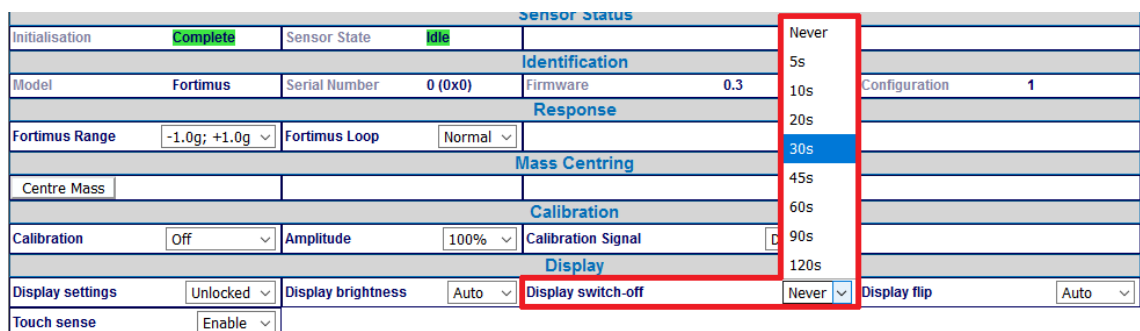 Sensor Status
Initialisation Complete Sensor State Idle
Identification
Model Fortimus Serial Number 0 (0x0) Firmware 0.3 Configuration 1
Response
Fortimus Range -1.0g; +1.0g Fortimus Loop Normal
Mass Centring
Centre Mass
Calibration
Calibration Off Amplitude 100% Calibration Signal D
Display
Display settings Unlocked Display brightness Auto Display switch-off Never Display flip Auto
Touch sense Enable
Never
5s
10s
20s
30s
45s
60s
90s
120s